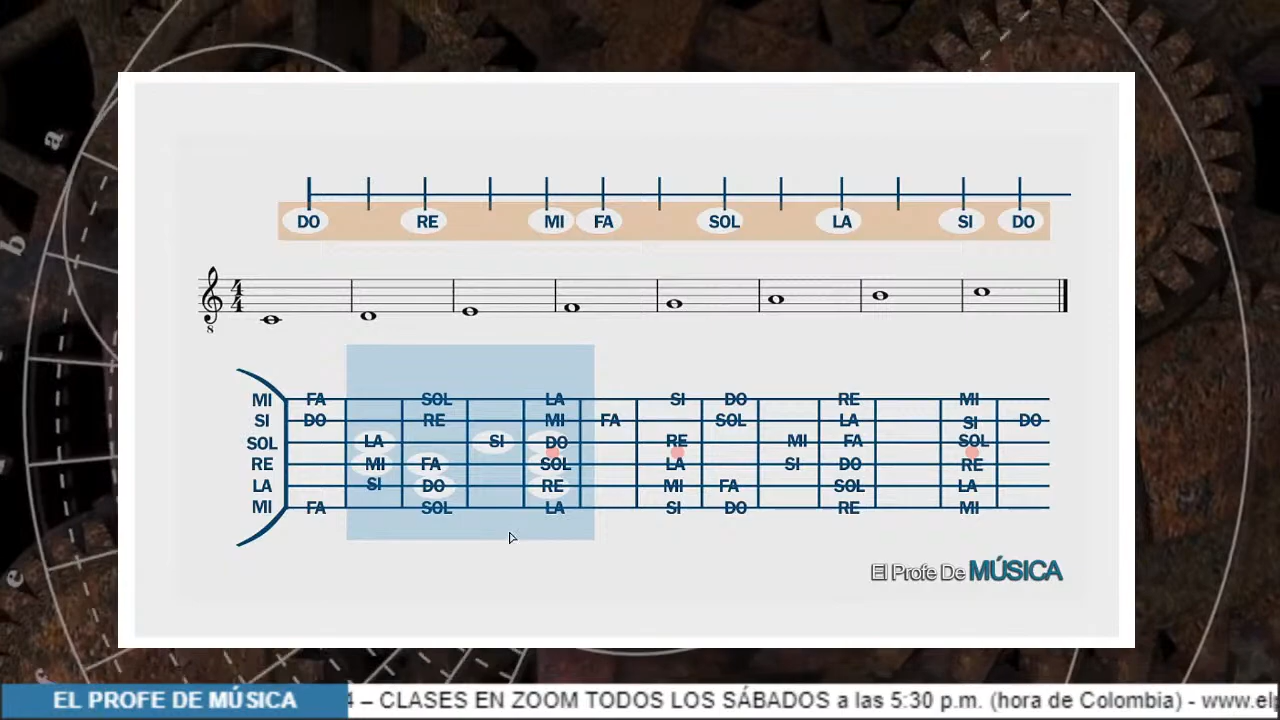 DO RE MI FA SOL LA SI DO
4
4
8
MI FA SOL LA SI DO RE MI
SI DO RE MI FA SOL LA SI DO
SOL LA SI DO RE MI FA SOL
RE MI FA SOL LA SI DO RE
LA SI DO RE MI FA SOL LA
MI FA SOL LA SI DO RE MI
El Profe De MÚSICA
a
b
e
EL PROFE DE MÚSICA 4 – CLASES EN ZOOM TODOS LOS SÁBADOS a las 5:30 p.m. (hora de Colombia) - www.el